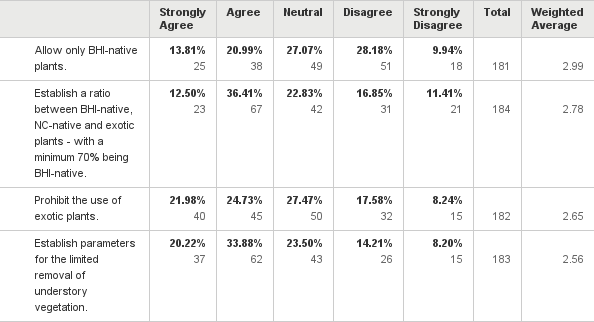 Strongly Agree Agree Neutral Disagree Strongly Disagree Total Weighted Average
Allow only BHI-native 13.81% 20.99% 27.07% 28.18% 9.94%
plants. 25 38 49 51 18 181 2.99
Establish a ratio 12.50% 36.41% 22.83% 16.85% 11.41%
between BHI-native, 23 67 42 31 21 184 2.78
NC-native and exotic
plants - with a
minimum 70% being
BHI-native.
Prohibit the use of 21.98% 24.73% 27.47% 17.58% 8.24%
exotic plants. 40 45 50 32 15 182 2.65
Establish parameters 20.22% 33.88% 23.50% 14.21% 8.20%
for the limited 37 62 43 26 15 183 2.56
removal of
understory
vegetation.